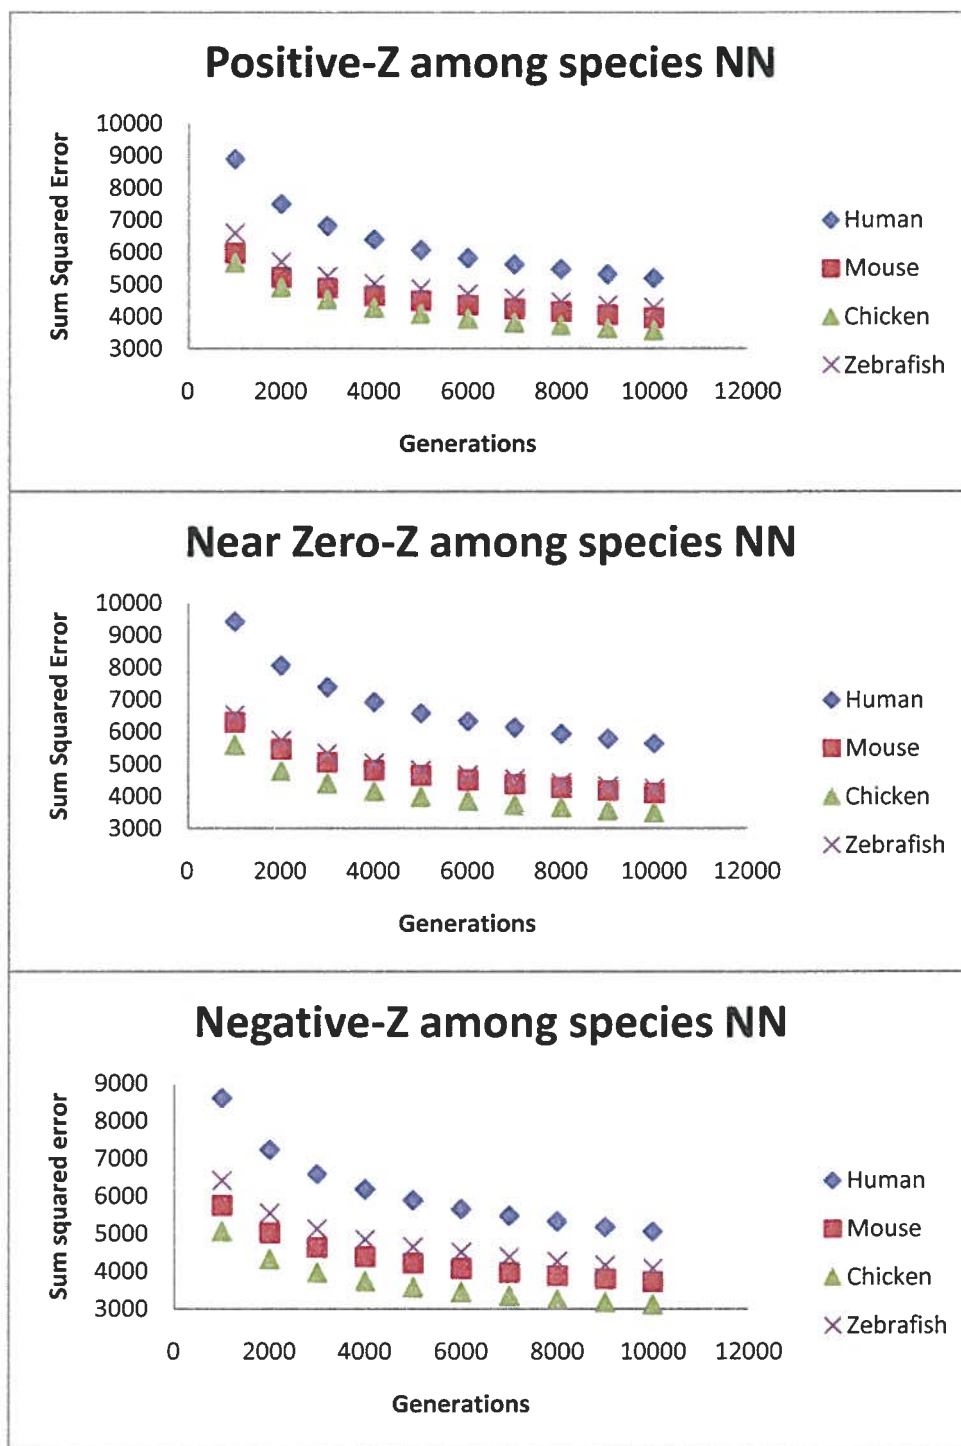 Positive-Z among species NN
Sum Squared Error
10000
9000
8000
7000
6000
5000
4000
3000
0 2000 4000 6000 8000 10000 12000
Generations
Human
Mouse
Chicken
Zebrafish
Near Zero-Z among species NN
Sum Squared Error
10000
9000
8000
7000
6000
5000
4000
3000
0 2000 4000 6000 8000 10000 12000
Generations
Human
Mouse
Chicken
Zebrafish
Negative-Z among species NN
Sum squared error
9000
8000
7000
6000
5000
4000
3000
0 2000 4000 6000 8000 10000 12000
Generations
Human
Mouse
Chicken
Zebrafish